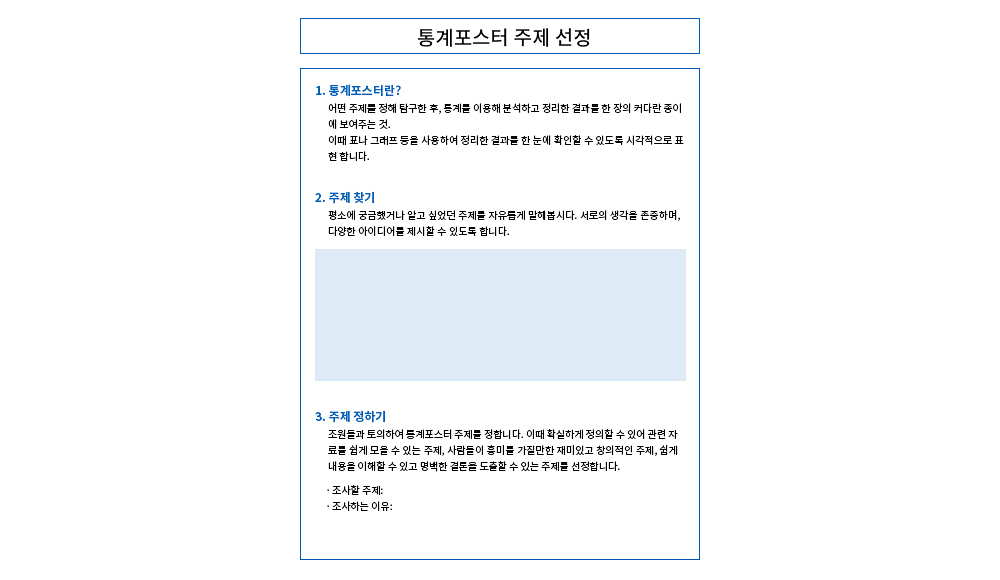 통계포스터 주제 선정
1. 통계포스터란?
어떤 주제를 정해 탐구한 후, 통계를 이용해 분석하고 정리한 결과를 한 장의 커다란 종이
에 보여주는 것.
이때 표나 그래프 등을 사용하여 정리한 결과를 한 눈에 확인할 수 있도록 시각적으로 표
현 합니다.
2. 주제 찾기
평소에 궁금했거나 알고 싶었던 주제를 자유롭게 말해봅시다. 서로의 생각을 존중하며,
다양한 아이디어를 제시할 수 있도록 합니다.
3. 주제 정하기
조원들과 토의하여 통계포스터 주제를 정합니다. 이때 확실하게 정의할 수 있어 관련 자
료를 쉽게 모을 수 있는 주제, 사람들이 흥미를 가질만한 재미있고 창의적인 주제, 쉽게
내용을 이해할 수 있고 명백한 결론을 도출할 수 있는 주제를 선정합니다.
· 조사할 주제:
· 조사하는 이유: